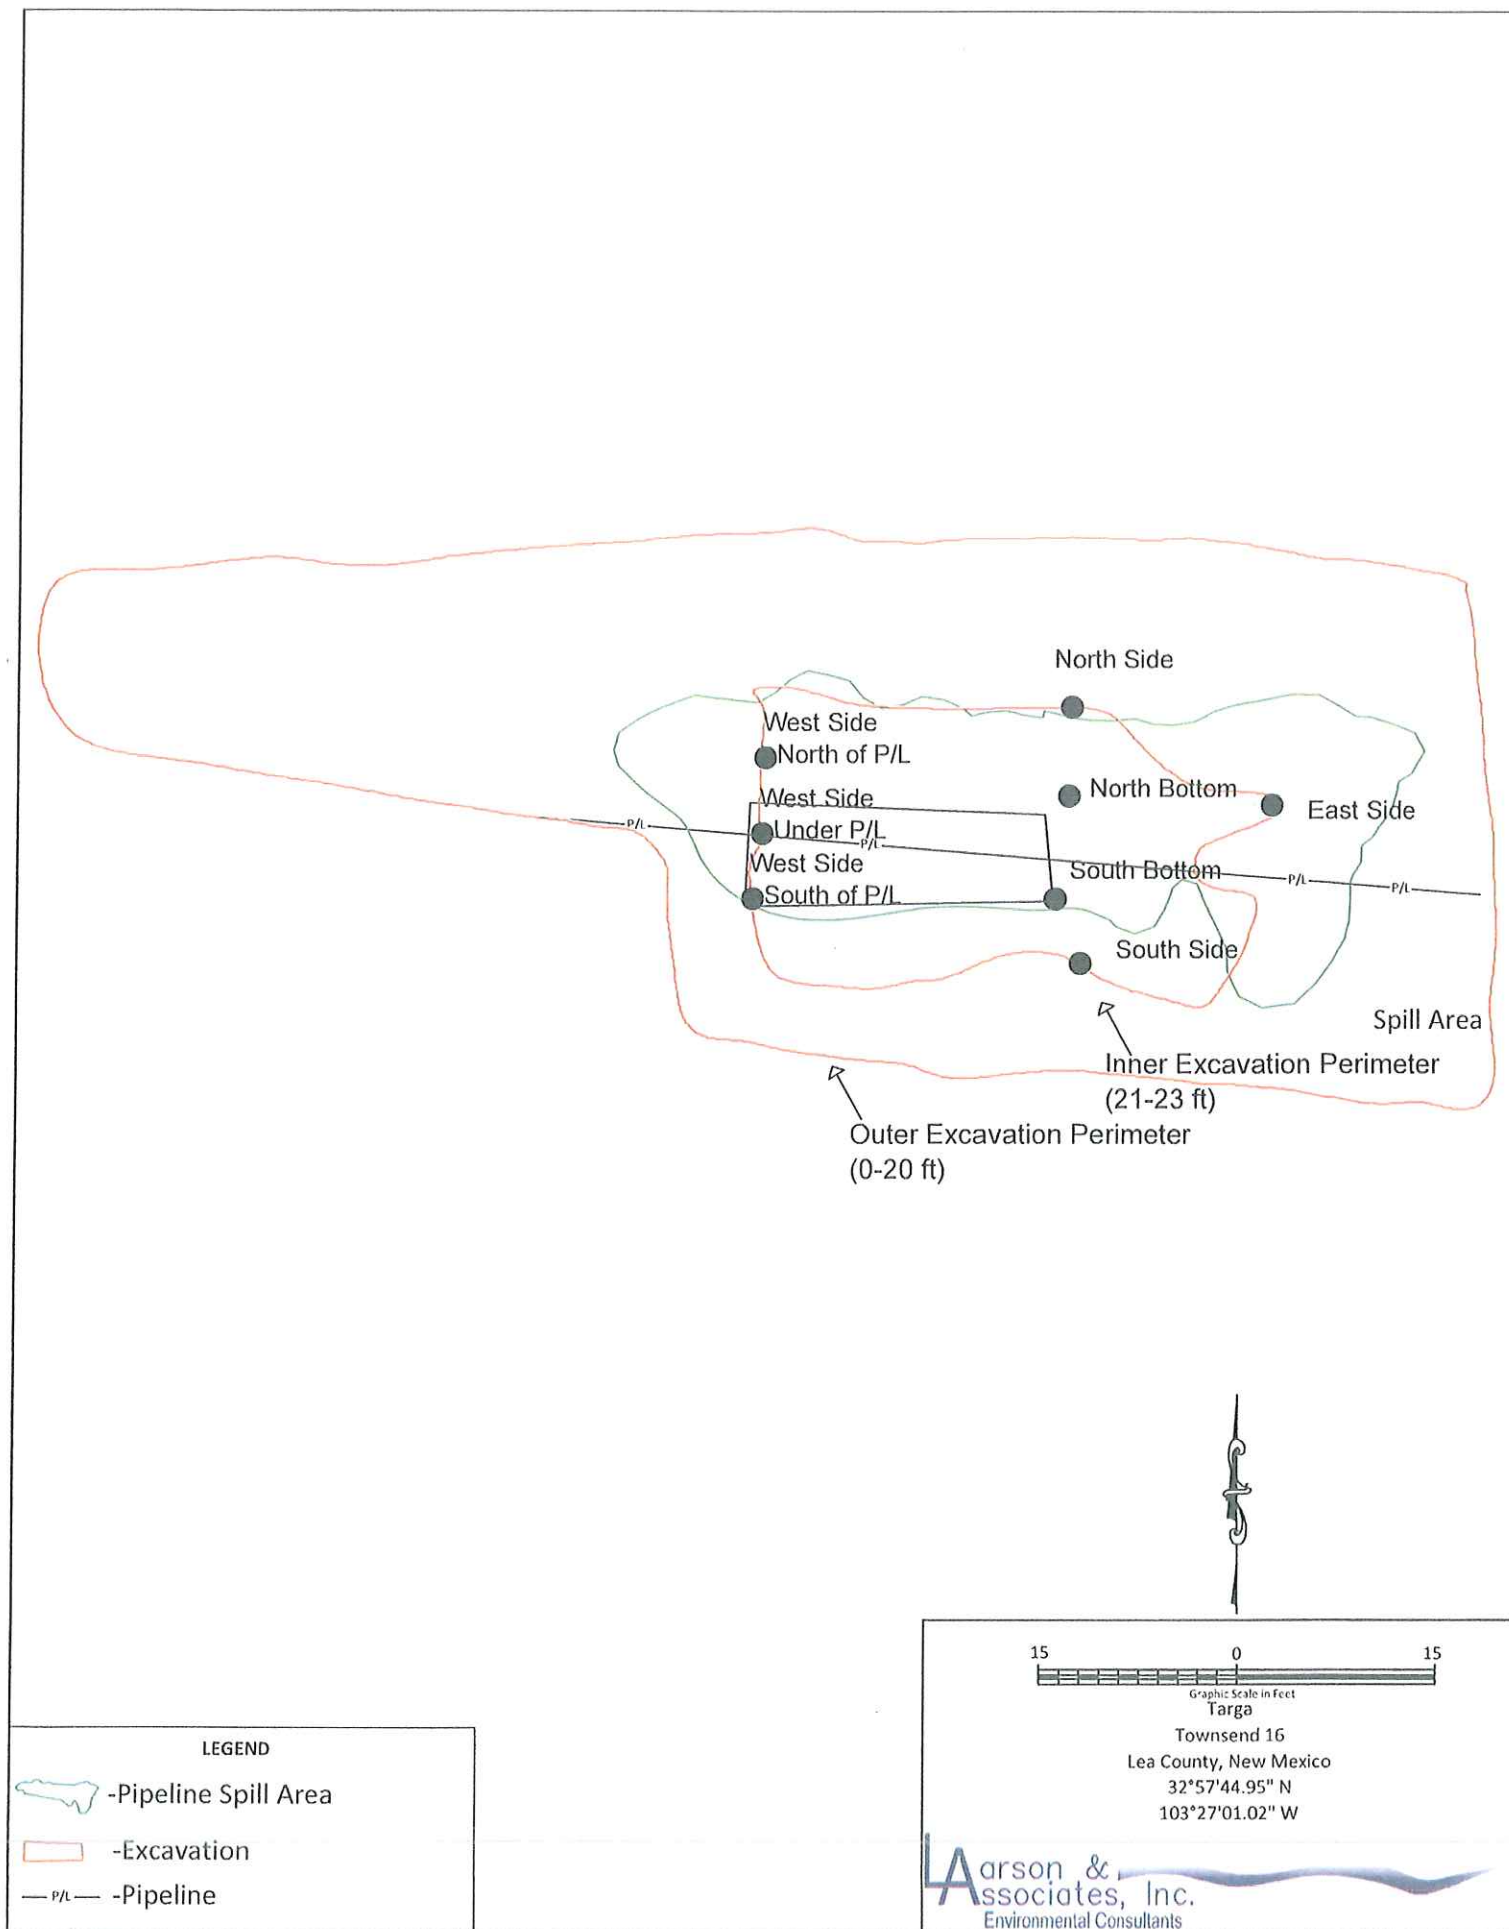 North Side
West Side
North of P/L
West Side
North Bottom
East Side
P/L
Under P/L
P/L
West Side
South Bottom
P/L
P/L
South of P/L
South Side
Spill Area
Inner Excavation Perimeter
(21-23 ft)
Outer Excavation Perimeter
(0-20 ft)
15 0 15
Graphic Scale in Feet
Targa
Townsend 16
Lea County, New Mexico
32°57'44.95" N
103°27'01.02" W
LEGEND
-Pipeline Spill Area
-Excavation
P/L -Pipeline
Larson &
Associates, Inc.
Environmental Consultants